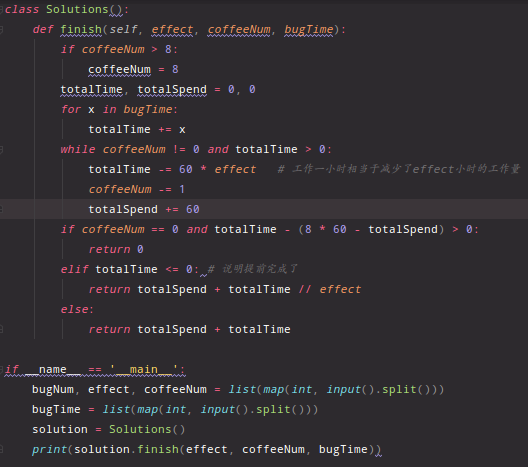 class Solutions():
def finish(self, effect, coffeeNum, bugTime):
if coffeeNum > 8:
coffeeNum = 8
totalTime, totalSpend = 0, 0
for x in bugTime:
totalTime += x
while coffeeNum != 0 and totalTime > 0:
totalTime -= 60 * effect # 工作一小时相当于减少了effect小时的工作量
coffeeNum -= 1
totalSpend += 60
if coffeeNum == 0 and totalTime - (8 * 60 - totalSpend) > 0:
return 0
elif totalTime <= 0: # 说明提前完成了
return totalSpend + totalTime // effect
else:
return totalSpend + totalTime
if __name__ == '__main__':
bugNum, effect, coffeeNum = list(map(int, input().split()))
bugTime = list(map(int, input().split()))
solution = Solutions()
print(solution.finish(effect, coffeeNum, bugTime))